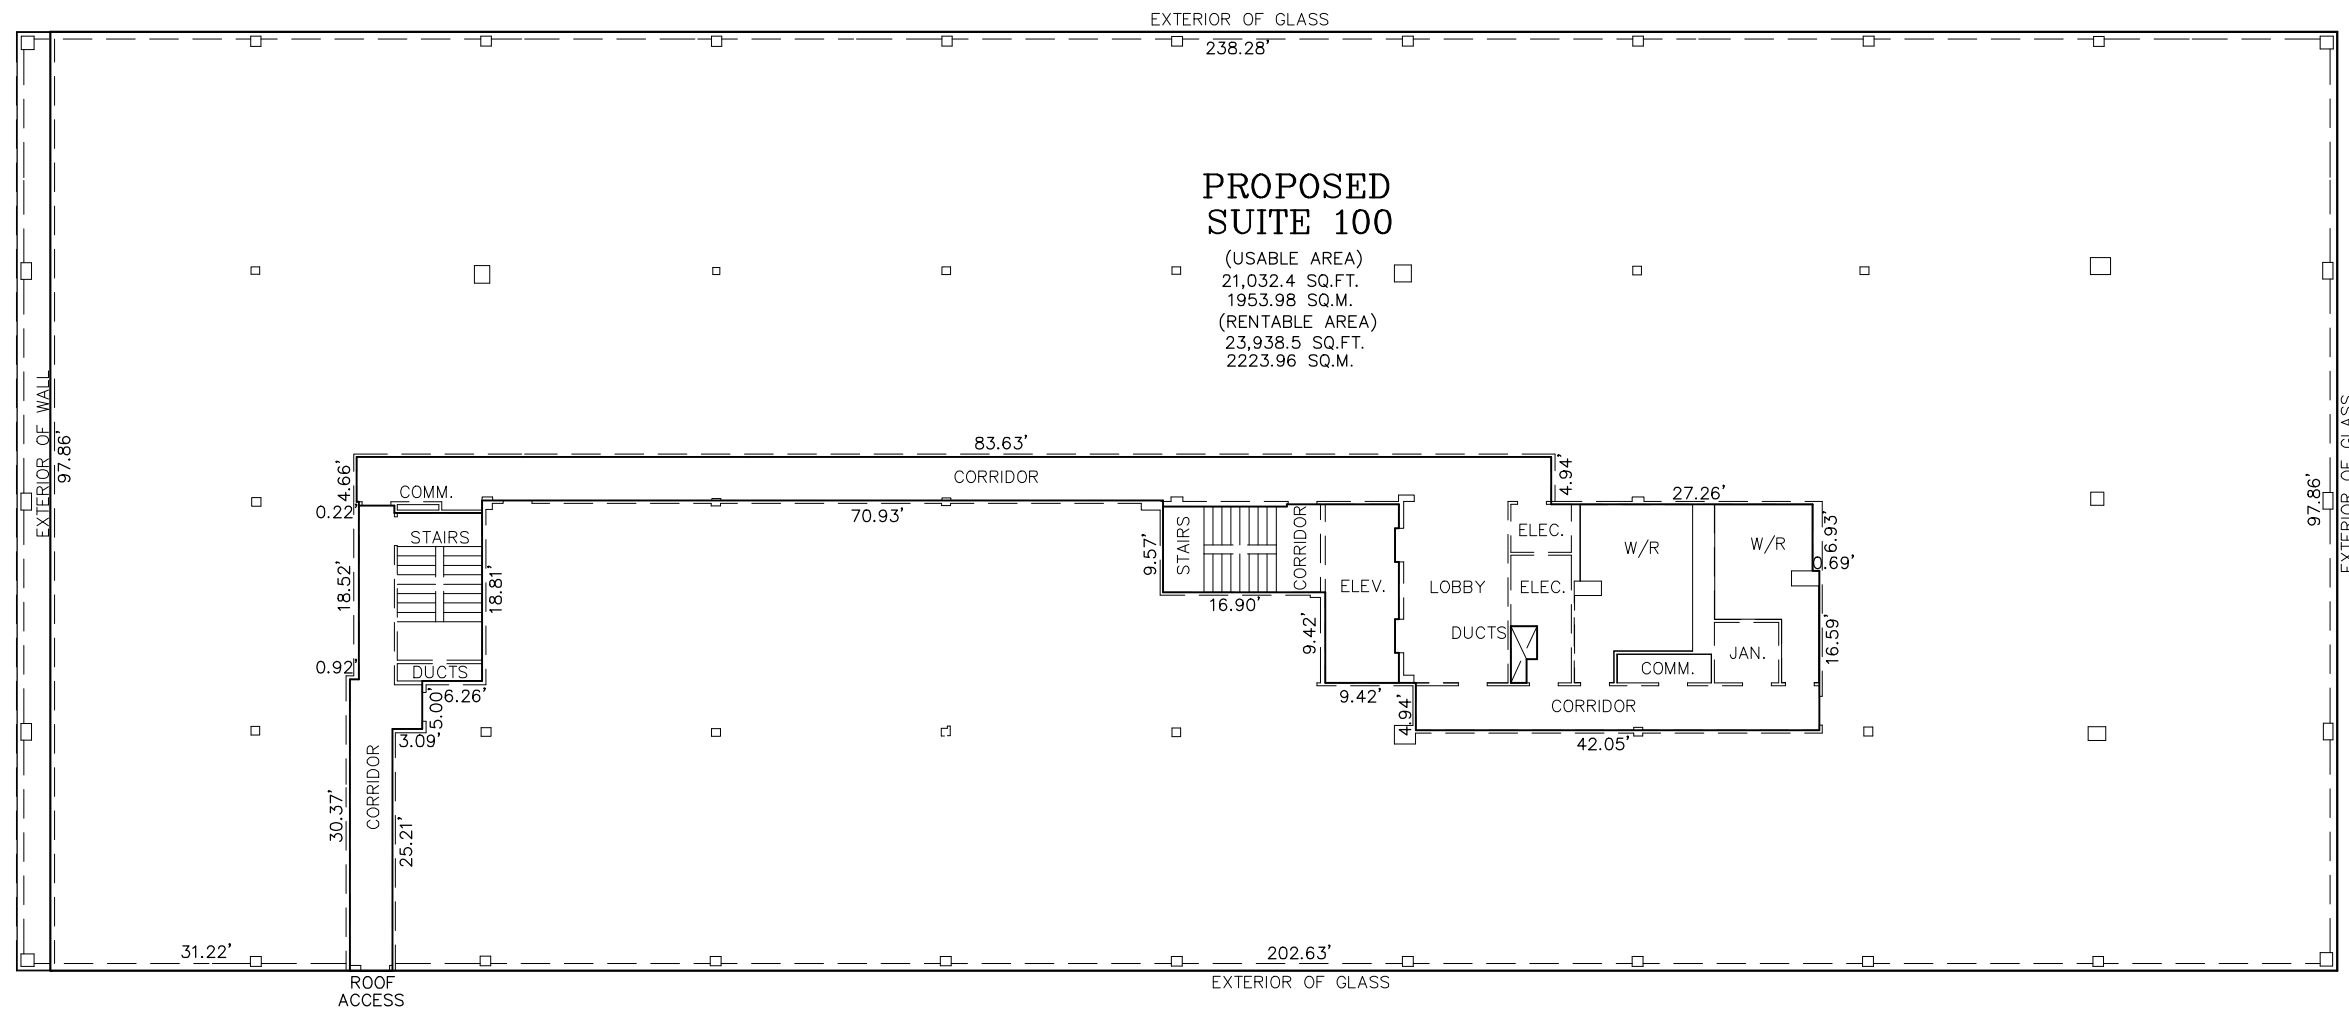 EXTERIOR OF GLASS
238.28'
PROPOSED
SUITE 100
(USABLE AREA)
21,032.4 SQ.FT.
1953.98 SQ.M.
(RENTABLE AREA)
23,938.5 SQ.FT.
2223.96 SQ.M.
EXTERIOR OF WALL
97.86'
83.63'
CORRIDOR
4.66'
COMM.
0.22'
70.93'
STAIRS
18.52'
18.81'
0.92'
DUCTS
6.26'
5.00'
3.09'
CORRIDOR
30.37'
25.21'
9.57'
STAIRS
CORRIDOR
16.90'
9.42'
ELEV.
9.42'
LOBBY
DUCTS
4.94'
ELEC.
ELEC.
4.94'
27.26'
W/R
W/R
6.93'
0.69'
16.59'
JAN.
COMM.
CORRIDOR
42.05'
97.86'
EXTERIOR OF GLASS
31.22'
202.63'
ROOF
ACCESS
EXTERIOR OF GLASS